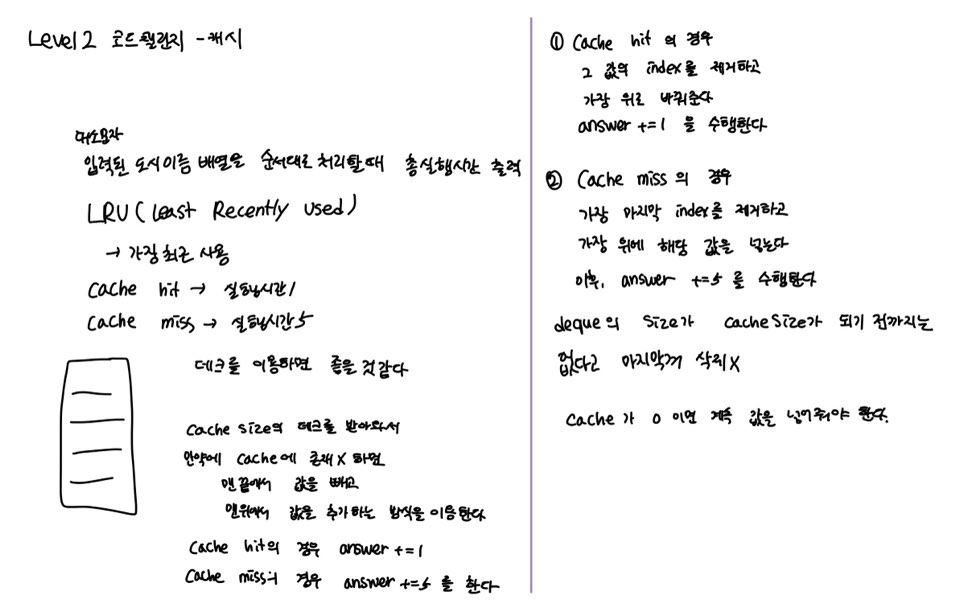 Level 2 코드챌린지 - 캐시
대소문자
입력된 도시이름 배열을 순서대로 처리할 때 총 실행시간 출력
LRU (Least Recently Used)
→ 가장 최근 사용
cache hit → 실행시간 1
cache miss → 실행시간 5
데크를 이용하면 좋을 것 같다
cache size의 데크를 받아와서
만약에 cache에 존재 X 하면
맨 끝에서 값을 빼고
맨위에서 값을 추가하는 방식을 이용한다
cache hit의 경우 answer += 1
cache miss의 경우 answer += 5 를 한다
① Cache hit 의 경우
그 값의 index를 제거하고
가장 위로 바꿔준다
answer += 1 을 수행한다
② Cache miss 의 경우
가장 마지막 index를 제거하고
가장 위에 해당 값을 넣는다
이후, answer += 5 를 수행한다
deque의 size가 cache size가 되기 전까지는
없다고 마지막꺼 삭제 X
Cache가 0 이면 계속 값을 넣어줘야 한다.